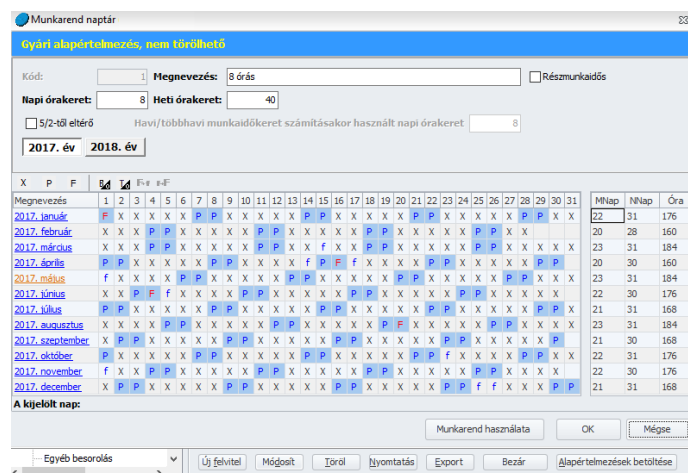 Munkarend naptár
Gyári alapértelmezés, nem törölhető
Kód: 1 Megnevezés: 8 órás Részmunkaidős
Napi órakeret: 8 Heti órakeret: 40
5/2-től eltérő Havi/többhavi munkaidőkeret számításakor használt napi órakeret 8
2017. év 2018. év
X P F
Megnevezés 1 2 3 4 5 6 7 8 9 10 11 12 13 14 15 16 17 18 19 20 21 22 23 24 25 26 27 28 29 30 31 MNap NNap Óra
2017. január F X X X X X P P X X X X X P P X X X X X P P X X X X X P P X X 22 31 176
2017. február X X X P P X X X X X P P X X X X X P P X X X X X P P X X 20 28 160
2017. március X X X P P X X X X X P P X X f X X P P X X X X X P P X X X X X 23 31 184
2017. április P P X X X X X P P X X X X f P F f X X X X P P X X X X X P P 20 30 160
2017. május f X X X X P P X X X X X P P X X X X X P P X X X X X P P X X X 23 31 184
2017. június X X P F f X X X X P P X X X X X P P X X X X X P P X X X X X 22 30 176
2017. július P P X X X X X P P X X X X X P P X X X X X P P X X X X X P P X 21 31 168
2017. augusztus X X X X P P X X X X X P P X X X X X P F X X X X X P P X X X X 23 31 184
2017. szeptember X P P X X X X X P P X X X X X P P X X X X X P P X X X X X P 21 30 168
2017. október P X X X X X P P X X X X X P P X X X X X P P f X X X X P P X X 22 31 176
2017. november f X X P P X X X X X P P X X X X X P P X X X X X P P X X X X 22 30 176
2017. december X P P X X X X X P P X X X X X P P X X X X X P P f f X X X P P 21 31 168
A kijelölt nap:
Munkarend használata OK Mégse
Egyéb besorolás Új felvitel Módosít Töröl Nyomtatás Export Bezár Alapértelmezések betöltése